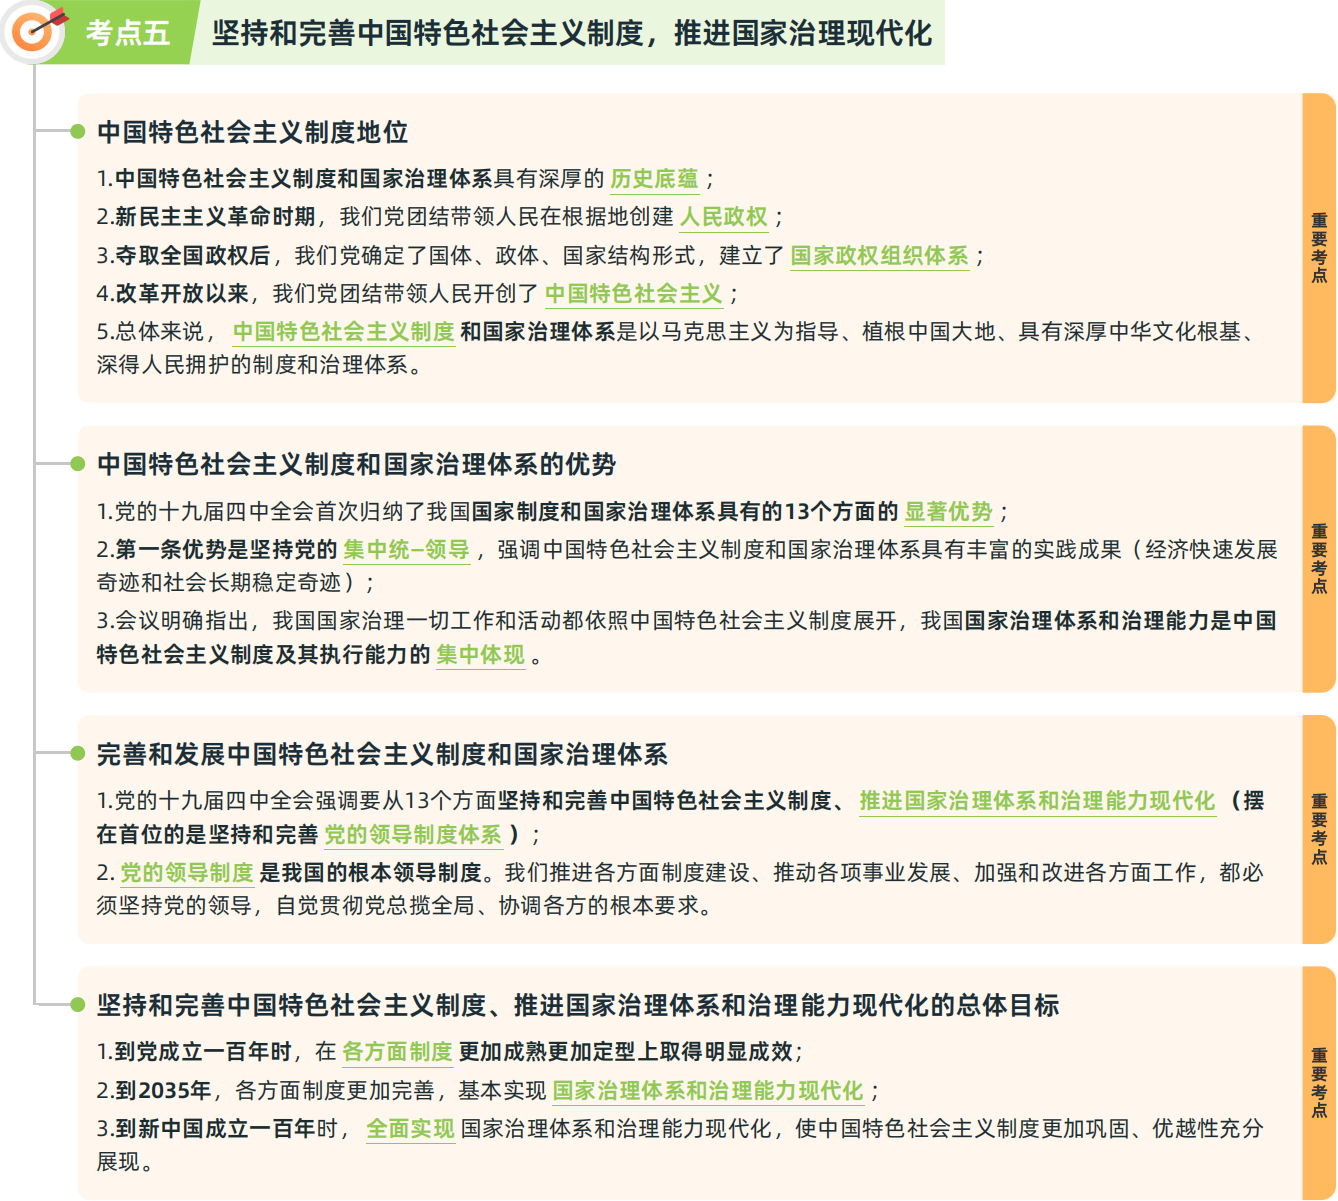 考点五 坚持和完善中国特色社会主义制度，推进国家治理现代化
中国特色社会主义制度地位
1.中国特色社会主义制度和国家治理体系具有深厚的 历史底蕴 ；
2.新民主主义革命时期，我们党团结带领人民在根据地创建 人民政权 ；
3.夺取全国政权后，我们党确定了国体、政体、国家结构形式，建立了 国家政权组织体系 ；
4.改革开放以来，我们党团结带领人民开创了 中国特色社会主义 ；
5.总体来说， 中国特色社会主义制度 和国家治理体系是以马克思主义为指导、植根中国大地、具有深厚中华文化根基、
深得人民拥护的制度和治理体系。
重要考点
中国特色社会主义制度和国家治理体系的优势
1.党的十九届四中全会首次归纳了我国国家制度和国家治理体系具有的13个方面的 显著优势 ；
2.第一条优势是坚持党的 集中统一领导 ，强调中国特色社会主义制度和国家治理体系具有丰富的实践成果（经济快速发展
奇迹和社会长期稳定奇迹）；
3.会议明确指出，我国国家治理一切工作和活动都依照中国特色社会主义制度展开，我国国家治理体系和治理能力是中国
特色社会主义制度及其执行能力的 集中体现 。
重要考点
完善和发展中国特色社会主义制度和国家治理体系
1.党的十九届四中全会强调要从13个方面坚持和完善中国特色社会主义制度、 推进国家治理体系和治理能力现代化 （摆
在首位的是坚持和完善 党的领导制度体系 ）；
2. 党的领导制度 是我国的根本领导制度。我们推进各方面制度建设、推动各项事业发展、加强和改进各方面工作，都必
须坚持党的领导，自觉贯彻党总揽全局、协调各方的根本要求。
重要考点
坚持和完善中国特色社会主义制度、推进国家治理体系和治理能力现代化的总体目标
1.到党成立一百年时，在 各方面制度 更加成熟更加定型上取得明显成效；
2.到2035年，各方面制度更加完善，基本实现 国家治理体系和治理能力现代化 ；
3.到新中国成立一百年时， 全面实现 国家治理体系和治理能力现代化，使中国特色社会主义制度更加巩固、优越性充分
展现。
重要考点